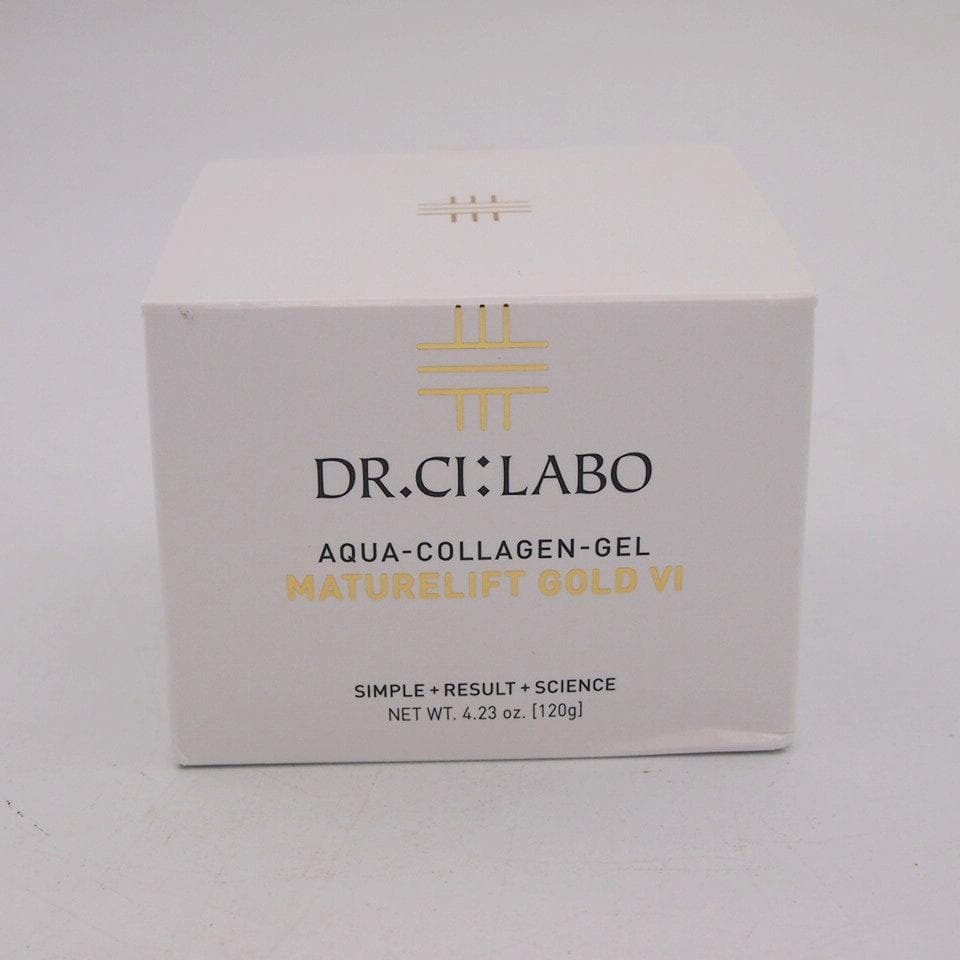 DR.CI:LABO
AQUA-COLLAGEN-GEL
MATURELIFT GOLD VI
SIMPLE + RESULT + SCIENCE
NET WT. 4.23 oz. [120g]